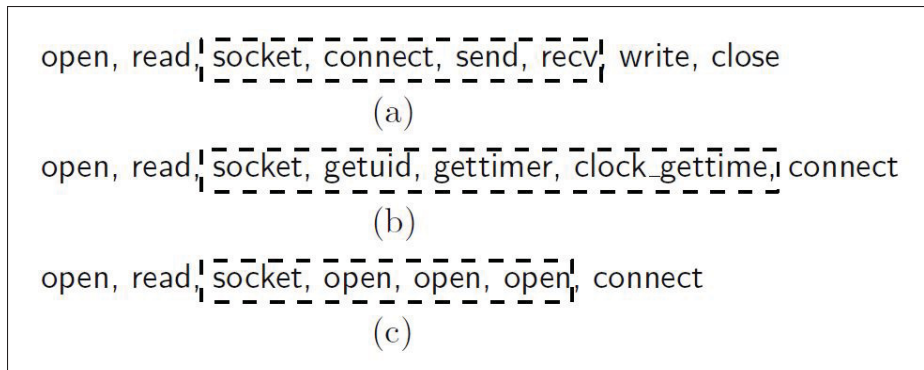 open, read, socket, connect, send, recv, write, close
(a)
open, read, socket, getuid, gettimer, clock_gettime, connect
(b)
open, read, socket, open, open, open, connect
(c)